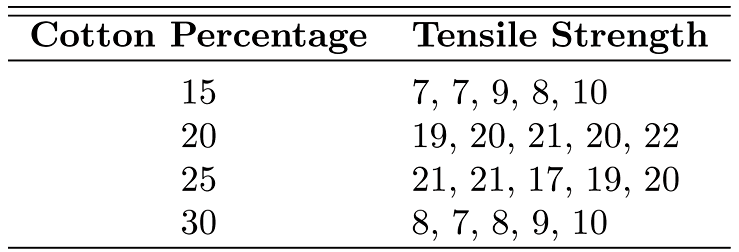 Cotton Percentage Tensile Strength
15 7, 7, 9, 8, 10
20 19, 20, 21, 20, 22
25 21, 21, 17, 19, 20
30 8, 7, 8, 9, 10